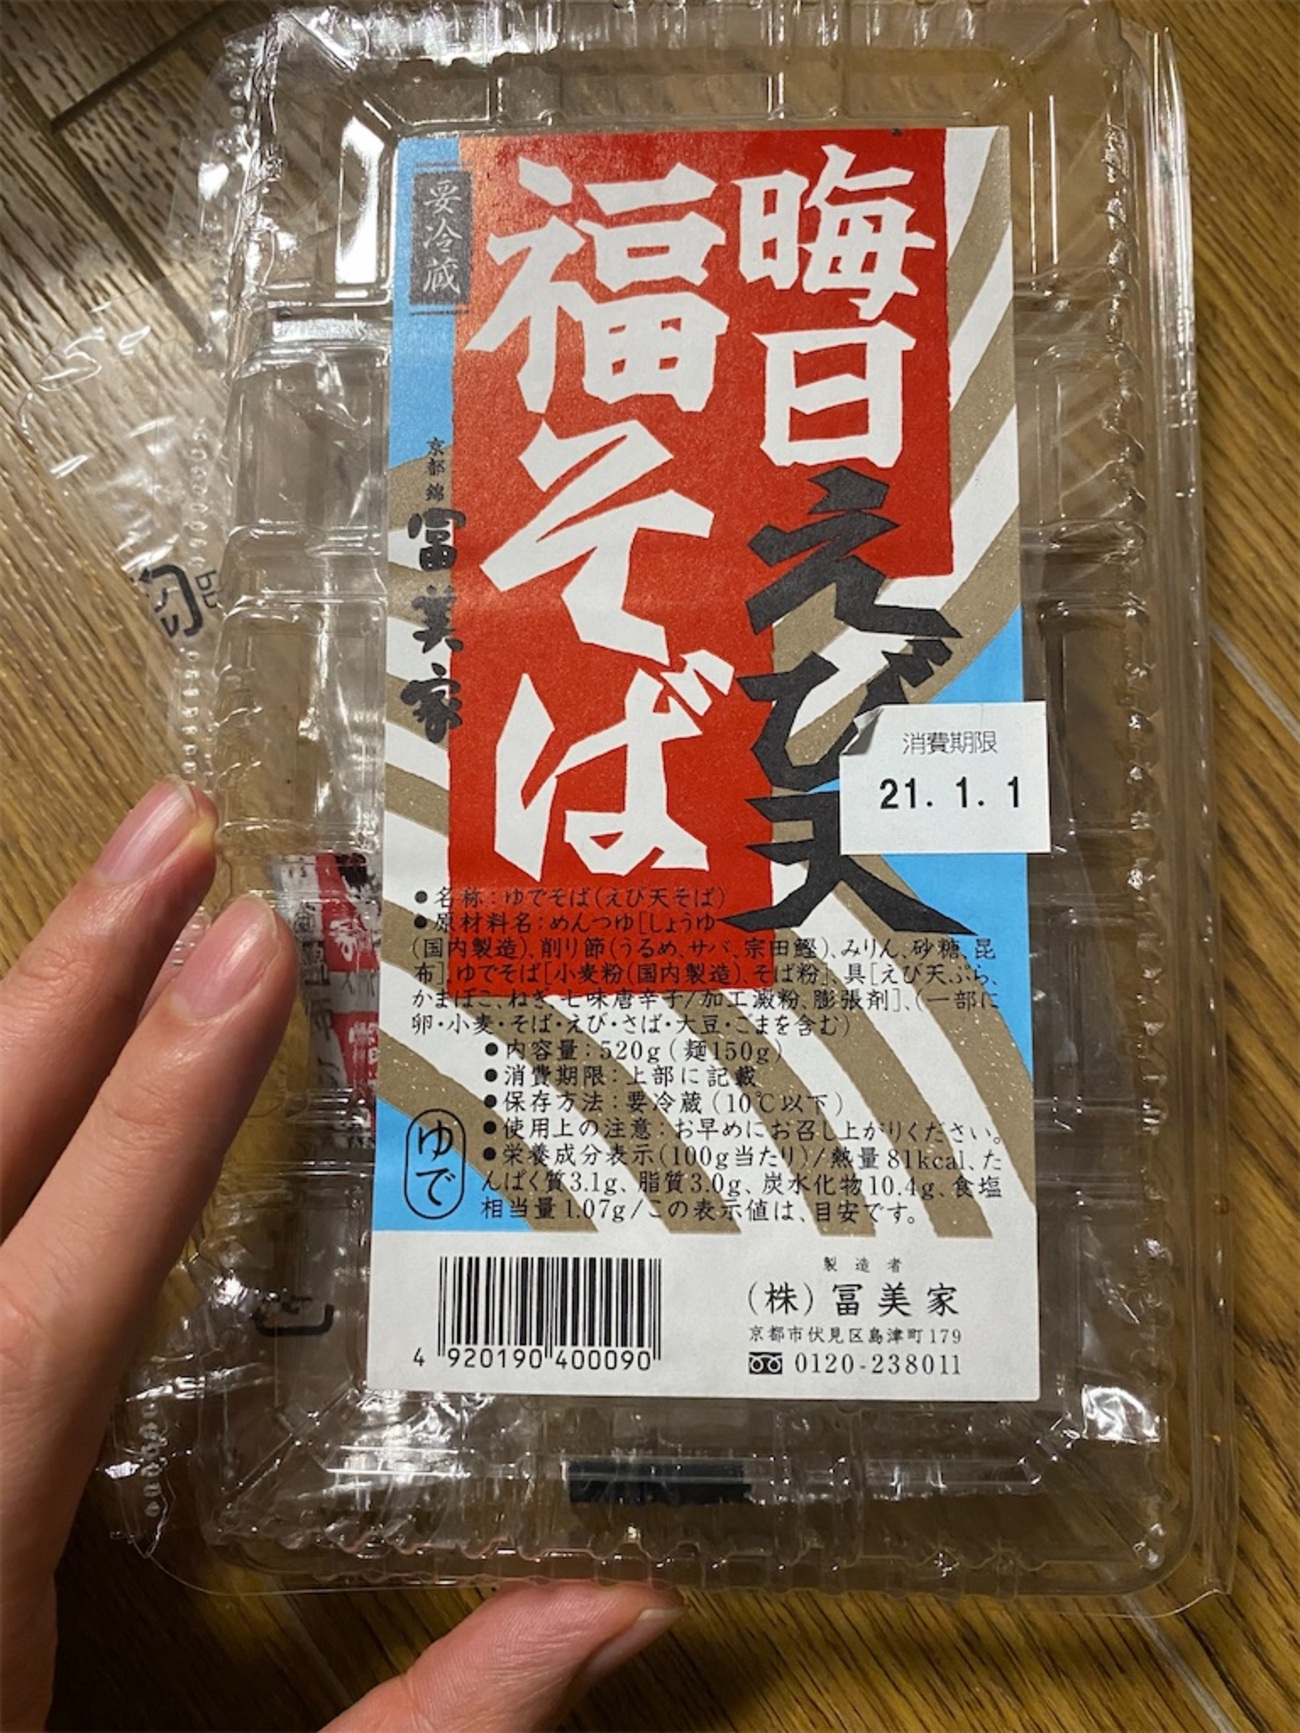 晦日えび天
福そば
要冷蔵
京都錦
冨美家
消費期限
21. 1. 1
●名称：ゆでそば（えび天そば）
●原材料名：めんつゆ［しょうゆ
（国内製造）、削り節（うるめ、サバ、宗田鰹）、みりん、砂糖、昆
布］、ゆでそば［小麦粉（国内製造）、そば粉］、具［えび天ぷら、
かまぼこ、ねぎ、七味唐辛子/加工澱粉、膨張剤］、（一部に
卵・小麦・そば・えび・さば・大豆・ごまを含む）
●内容量：520g（麺150g）
●消費期限：上部に記載
●保存方法：要冷蔵（10℃以下）
●使用上の注意：お早めにお召し上がりください。
●栄養成分表示（100g当たり）/熱量81kcal、た
んぱく質3.1g、脂質3.0g、炭水化物10.4g、食塩
相当量1.07g/この表示値は、目安です。
ゆで
4 920190 400090
製造者
（株）冨美家
京都市伏見区島津町179
0120-238011